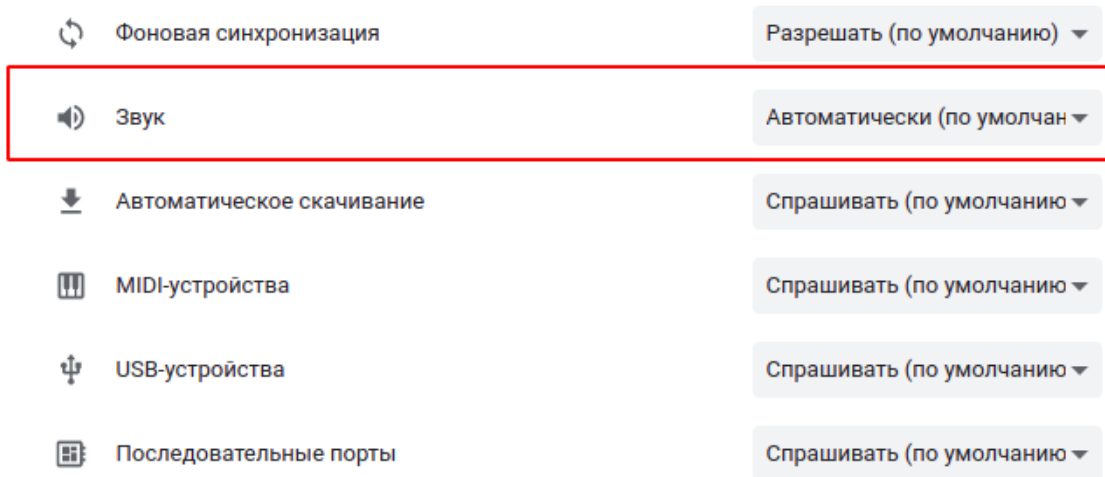 Фоновая синхронизация Разрешать (по умолчанию)
Звук Автоматически (по умолчан
Автоматическое скачивание Спрашивать (по умолчанию
MIDI-устройства Спрашивать (по умолчанию
USB-устройства Спрашивать (по умолчанию
Последовательные порты Спрашивать (по умолчанию